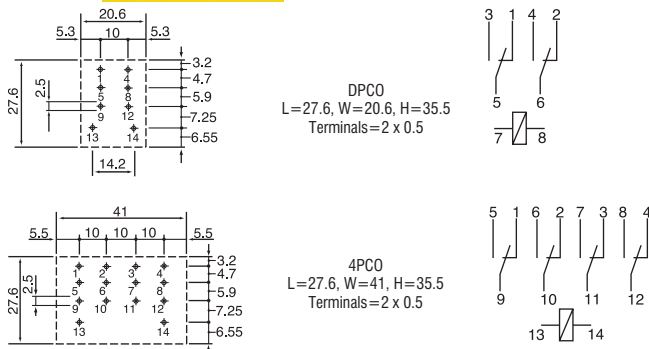 20.6
5.3 10 5.3
3.2
1 4 4.7
27.6 2.5 5 8 5.9
9 12 7.25
13 14 6.55
14.2
DPCO
L=27.6, W=20.6, H=35.5
Terminals=2 x 0.5
3 1 4 2
5 6
7 8
41
5.5 10 10 10 5.5
3.2
1 2 3 4 4.7
27.6 2.5 5 6 7 8 5.9
9 10 11 12 7.25
13 14 6.55
4PCO
L=27.6, W=41, H=35.5
Terminals=2 x 0.5
5 1 6 2 7 3 8 4
9 10 11 12
13 14